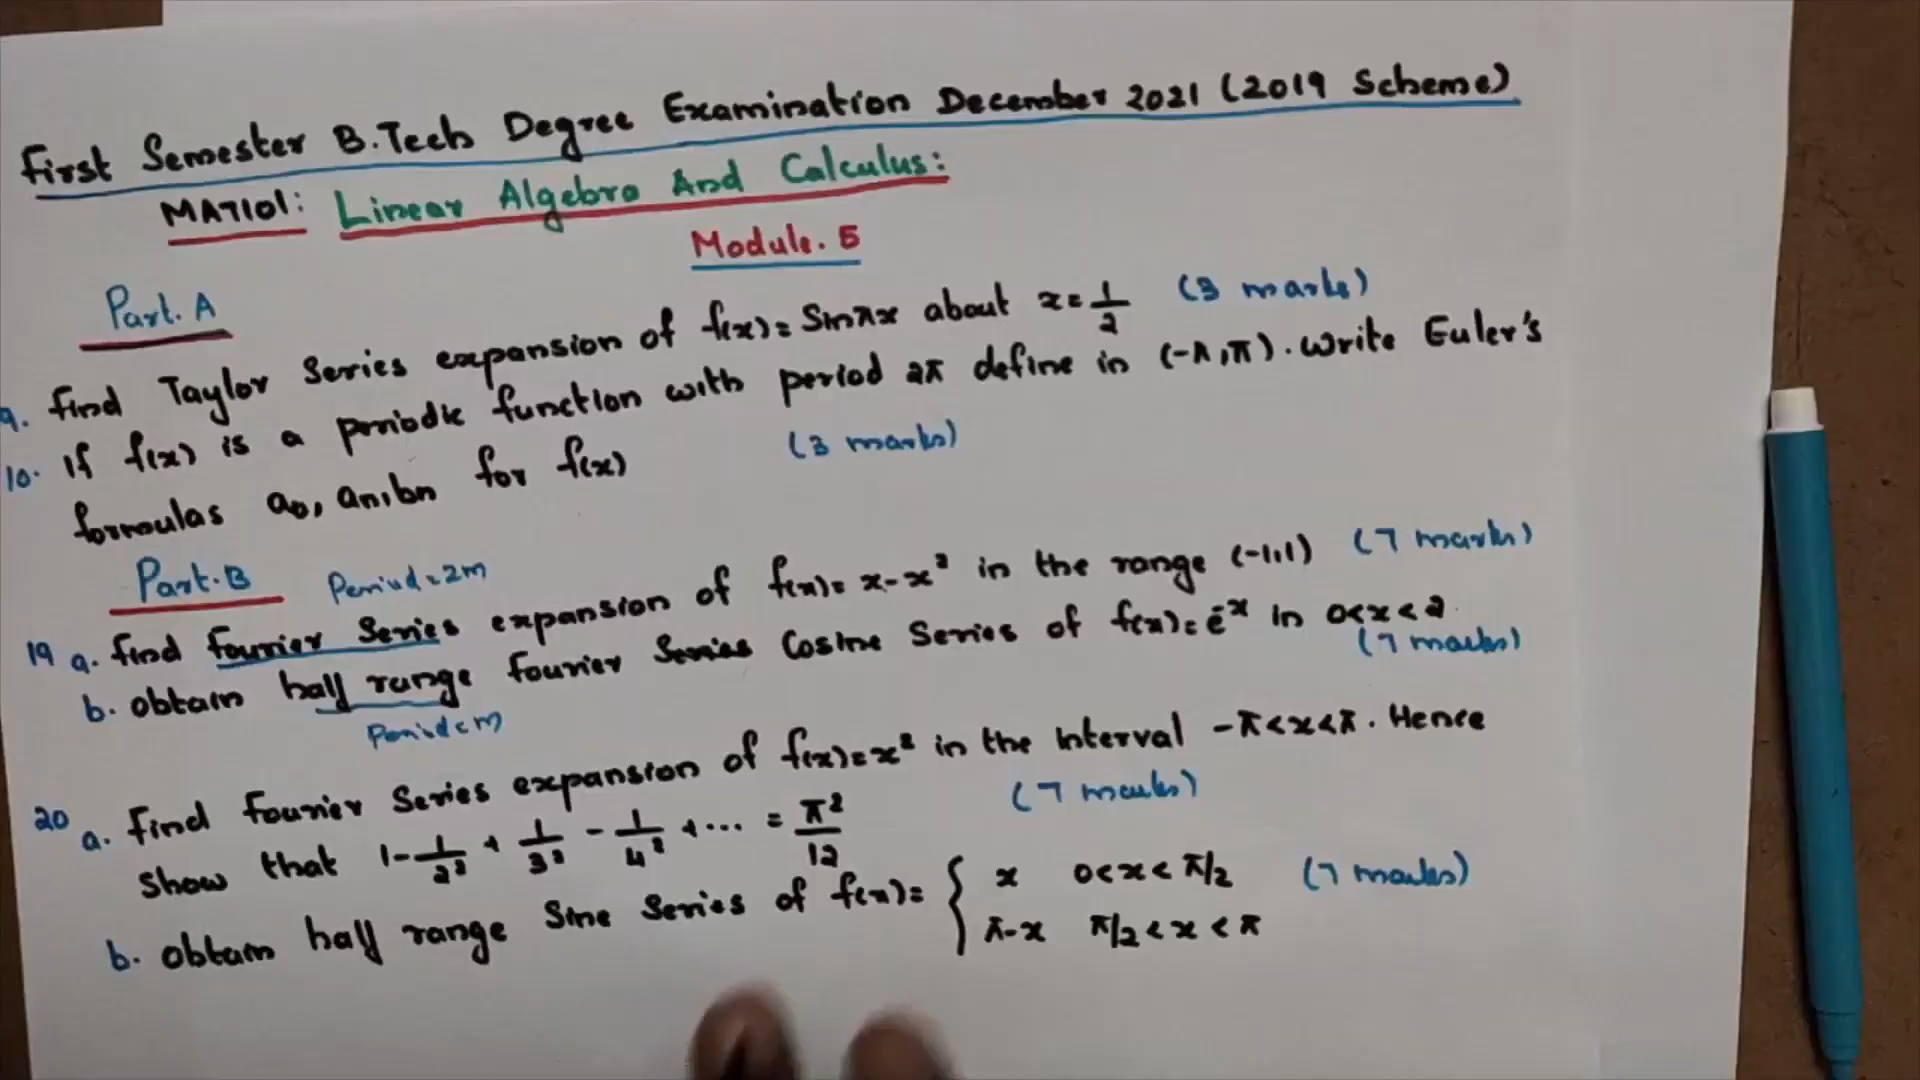 First Semester B.Tech Degree Examination December 2021 (2019 Scheme)
MAT101: Linear Algebra And Calculus:
Module. 5
Part. A
9. Find Taylor Series expansion of f(x)= Sinπx about x= 1/2 (3 marks)
10. If f(x) is a periodic function with period 2π define in (-π,π). Write Euler's
formulas a0, an, bn for f(x) (3 marks)
Part. B Period=2m
19 a. Find Fourier Series expansion of f(x)= x-x² in the range (-1,1) (7 marks)
b. obtain half range Fourier Series Cosine Series of f(x)= e^-x in 0<x<2 (7 marks)
Period=m
20 a. Find Fourier Series expansion of f(x)=x² in the Interval -π<x<π. Hence
Show that 1- 1/2² + 1/3² - 1/4² + ... = π²/12 (7 marks)
b. obtain half range Sine Series of f(x)= { x 0<x<π/2 (7 marks)
π-x π/2<x<π